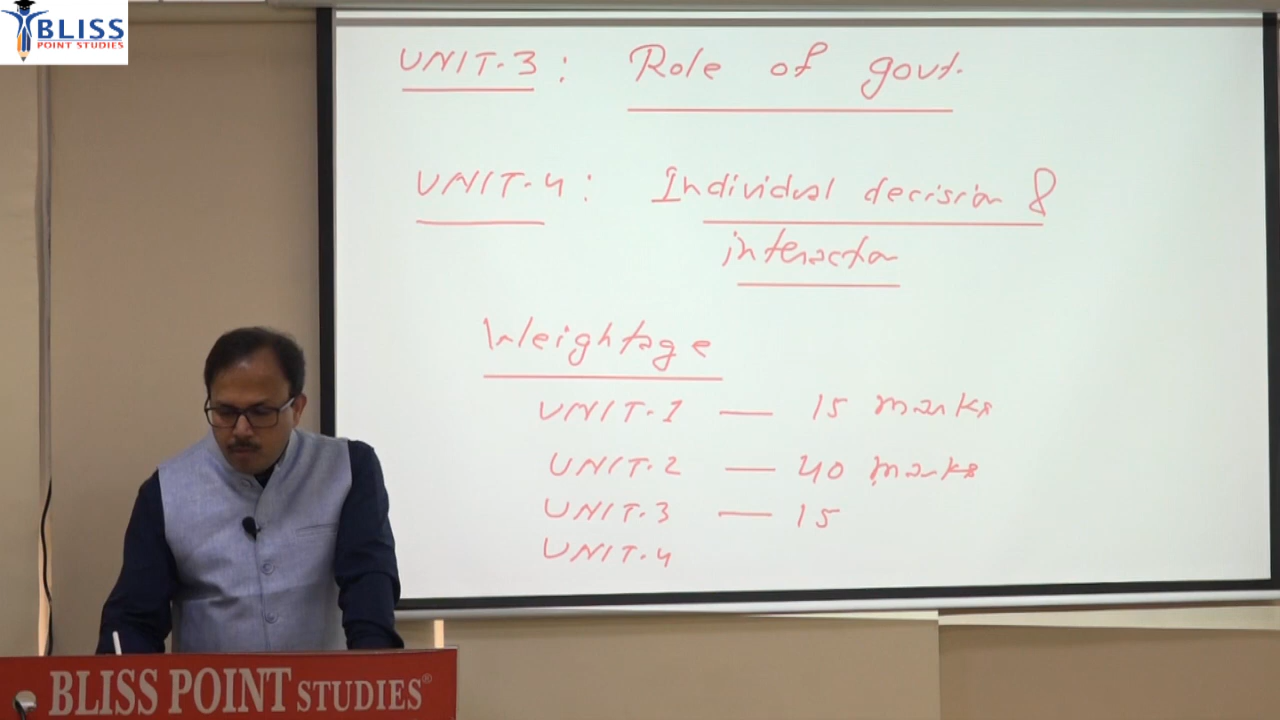 BLISS
POINT STUDIES
UNIT.3 : Role of govt.
UNIT.4 : Individual decision &
interaction
Weightage
UNIT.1 — 15 marks
UNIT.2 — 40 marks
UNIT.3 — 15
UNIT.4
BLISS POINT STUDIES®